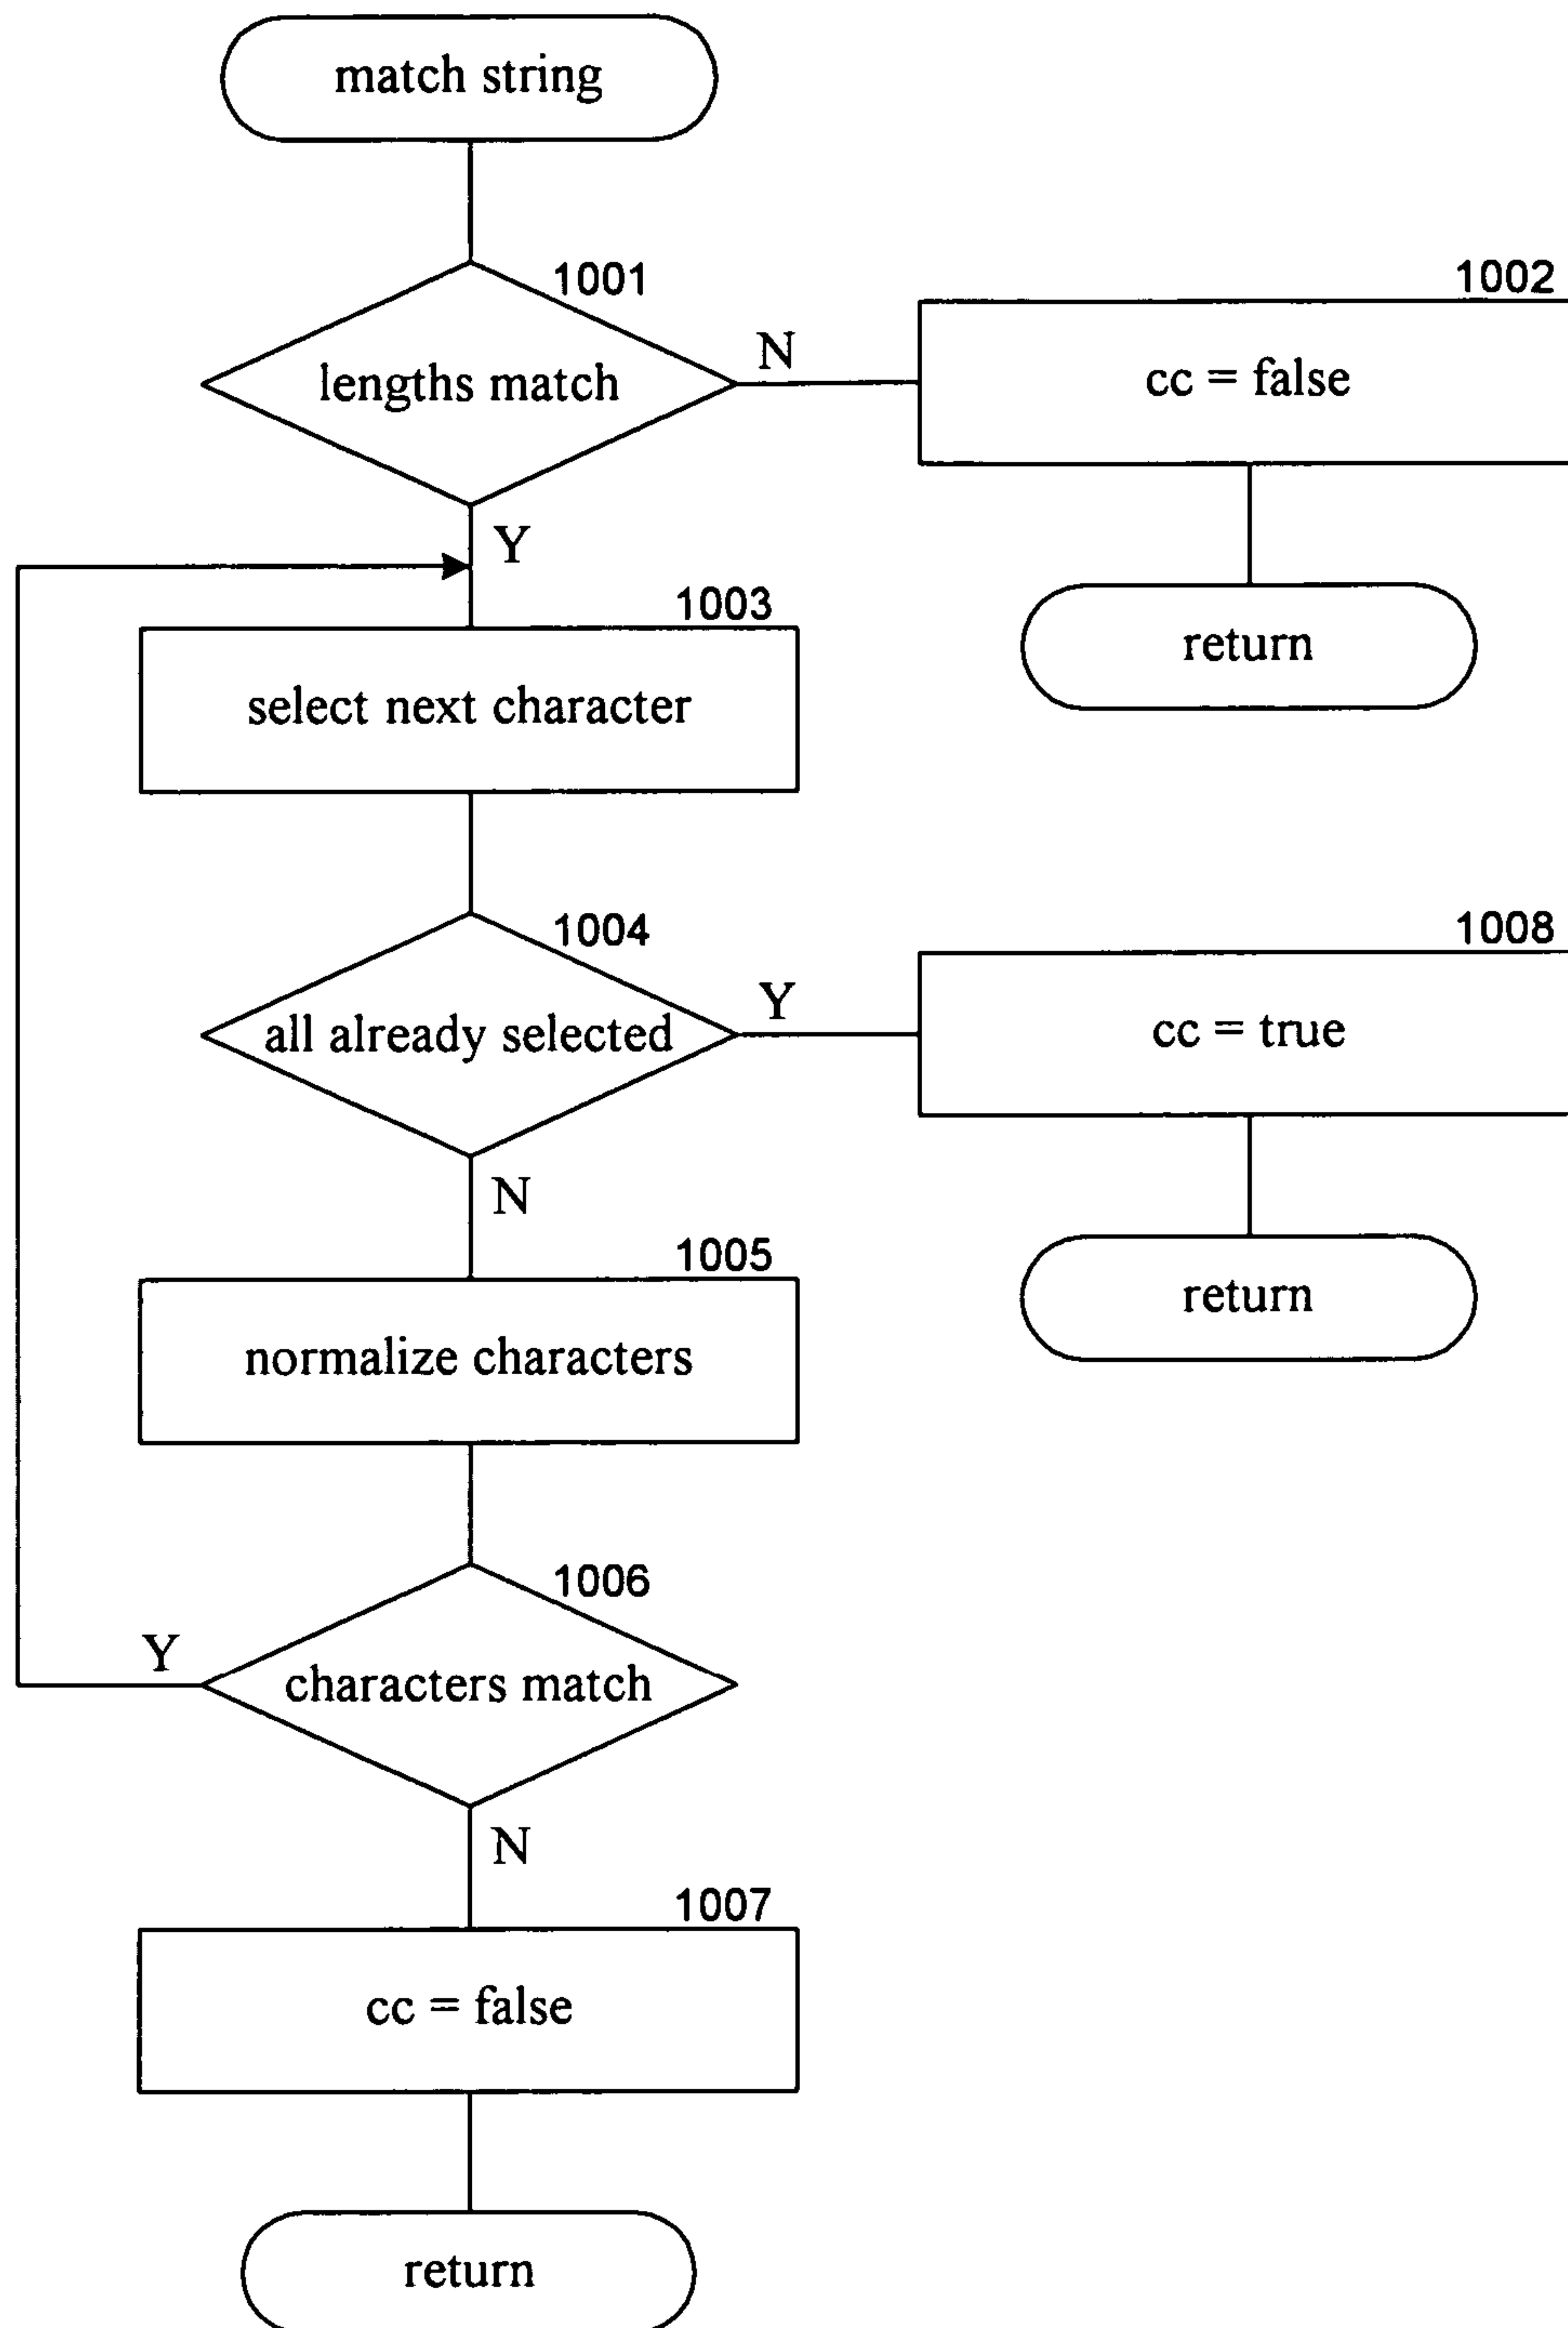 match string
1001
lengths match
N
1002
cc = false
return
Y
1003
select next character
1004
all already selected
Y
1008
cc = true
return
N
1005
normalize characters
1006
characters match
Y
N
1007
cc = false
return